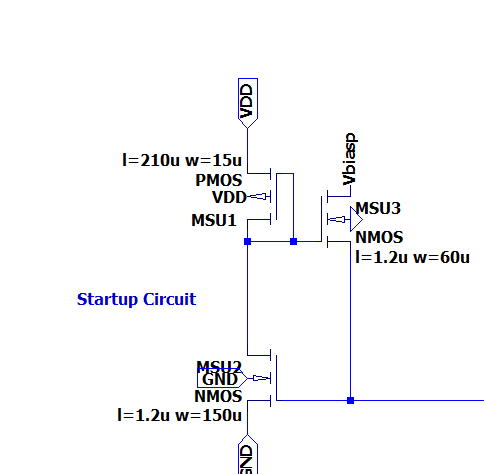 VDD
l=210u w=15u
PMOS
VDD
MSU1
Vbiasp
MSU3
NMOS
l=1.2u w=60u
Startup Circuit
MSU2
GND
NMOS
l=1.2u w=150u
GND